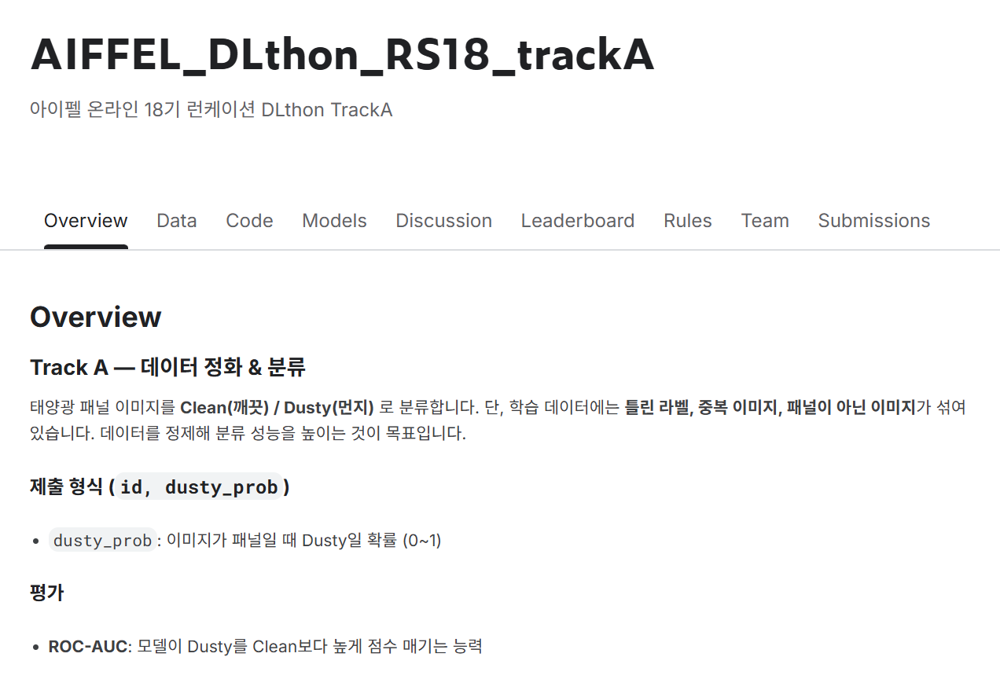 AIFFEL_DLthon_RS18_trackA
아이펠 온라인 18기 런케이션 DLthon TrackA
Overview Data Code Models Discussion Leaderboard Rules Team Submissions
Overview
Track A — 데이터 정화 & 분류
태양광 패널 이미지를 Clean(깨끗) / Dusty(먼지) 로 분류합니다. 단, 학습 데이터에는 틀린 라벨, 중복 이미지, 패널이 아닌 이미지가 섞여
있습니다. 데이터를 정제해 분류 성능을 높이는 것이 목표입니다.
제출 형식 (id, dusty_prob)
• dusty_prob: 이미지가 패널일 때 Dusty일 확률 (0~1)
평가
• ROC-AUC: 모델이 Dusty를 Clean보다 높게 점수 매기는 능력